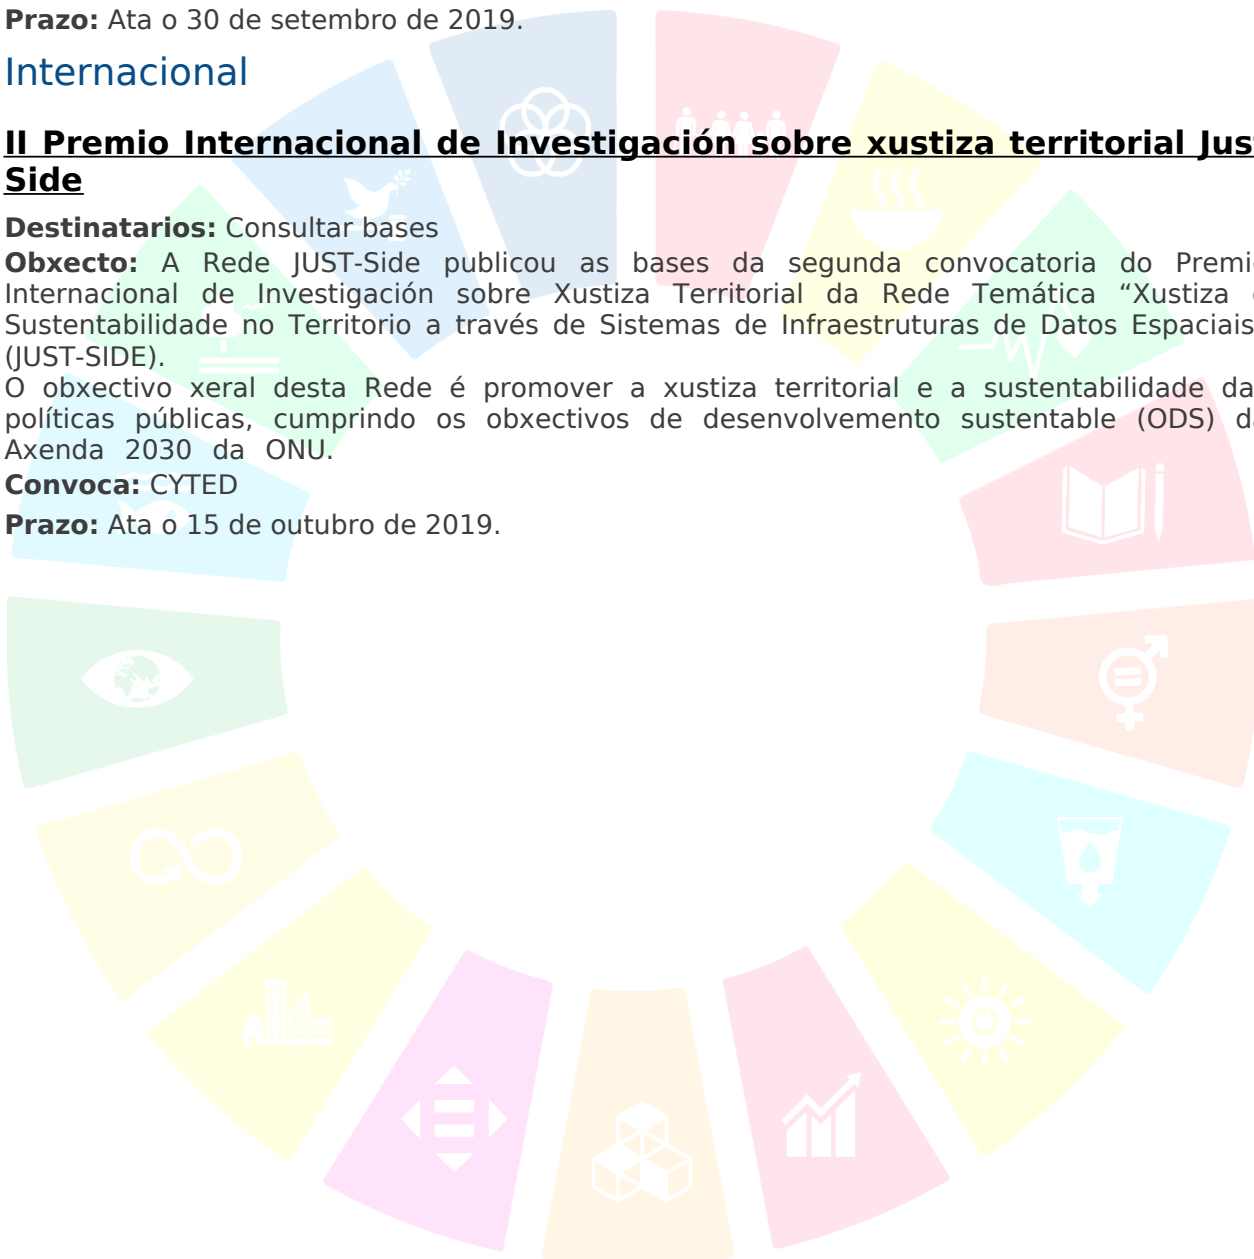 Prazo: Ata o 30 de setembro de 2019.
Internacional
II Premio Internacional de Investigación sobre xustiza territorial Just
Side
Destinatarios: Consultar bases
Obxecto: A Rede JUST-Side publicou as bases da segunda convocatoria do Premi
Internacional de Investigación sobre Xustiza Territorial da Rede Temática “Xustiza e
Sustentabilidade no Territorio a través de Sistemas de Infraestruturas de Datos Espaciais
(JUST-SIDE).
O obxectivo xeral desta Rede é promover a xustiza territorial e a sustentabilidade da
políticas públicas, cumprindo os obxectivos de desenvolvemento sustentable (ODS) da
Axenda 2030 da ONU.
Convoca: CYTED
Prazo: Ata o 15 de outubro de 2019.